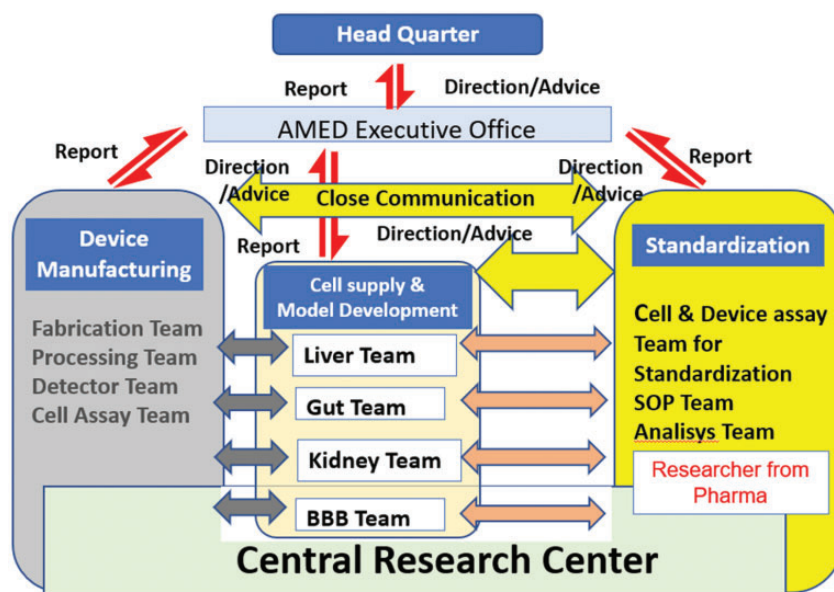 Head Quarter
Report
Direction/Advice
AMED Executive Office
Report
Direction
/Advice
Direction
/Advice
Report
Close Communication
Report
Direction/Advice
Device
Manufacturing
Fabrication Team
Processing Team
Detector Team
Cell Assay Team
Cell supply &
Model Development
Liver Team
Gut Team
Kidney Team
BBB Team
Standardization
Cell & Device assay
Team for
Standardization
SOP Team
Analisys Team
Researcher from
Pharma
Central Research Center